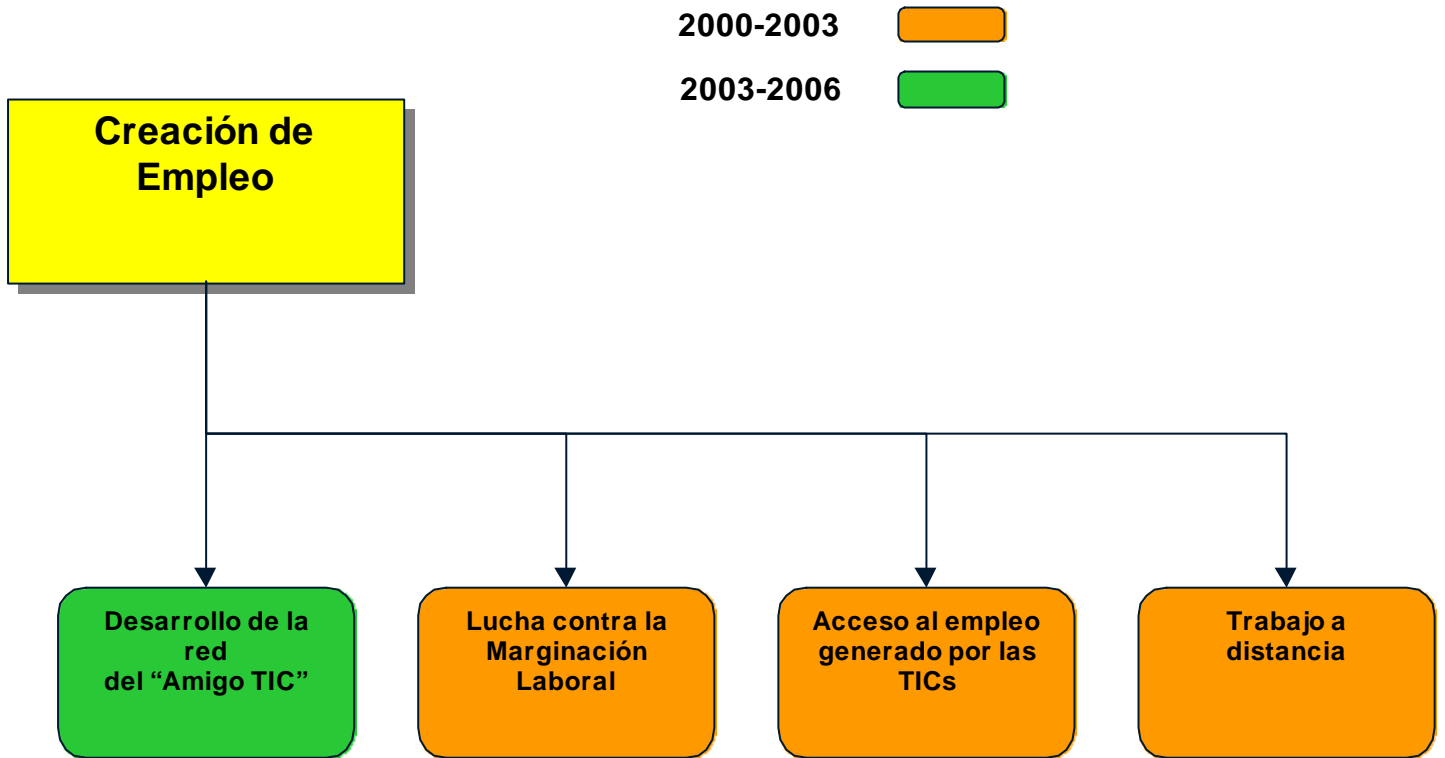 2000-2003
2003-2006
Creación de
Empleo
Desarrollo de la
red
del “Amigo TIC”
Lucha contra la
Marginación
Laboral
Acceso al empleo
generado por las
TICs
Trabajo a
distancia